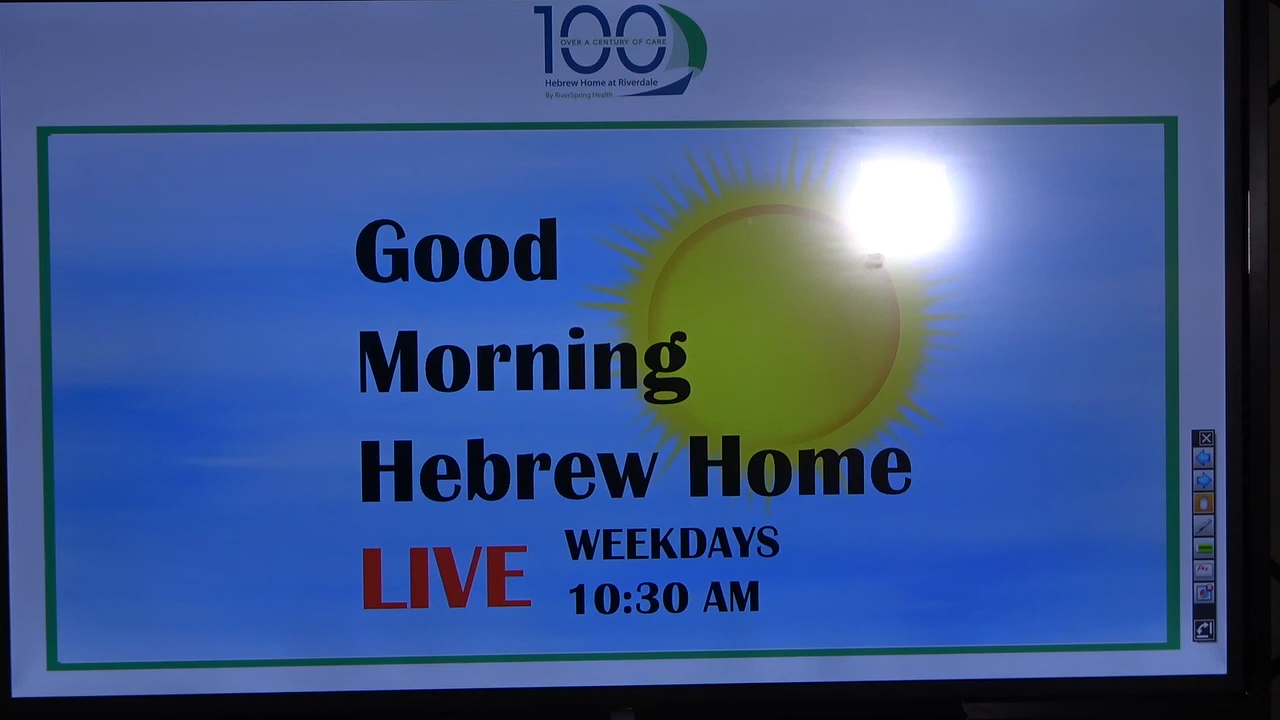 100
OVER A CENTURY OF CARE
Hebrew Home at Riverdale
By RiverSpring Health
Good
Morning
Hebrew Home
LIVE
WEEKDAYS
10:30 AM